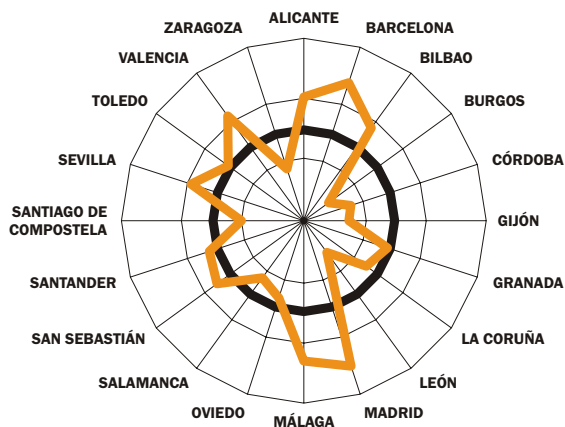 ALICANTE
BARCELONA
BILBAO
BURGOS
CÓRDOBA
GIJÓN
GRANADA
LA CORUÑA
LEÓN
MADRID
MÁLAGA
OVIEDO
SALAMANCA
SAN SEBASTIÁN
SANTANDER
SANTIAGO DE
COMPOSTELA
SEVILLA
TOLEDO
VALENCIA
ZARAGOZA